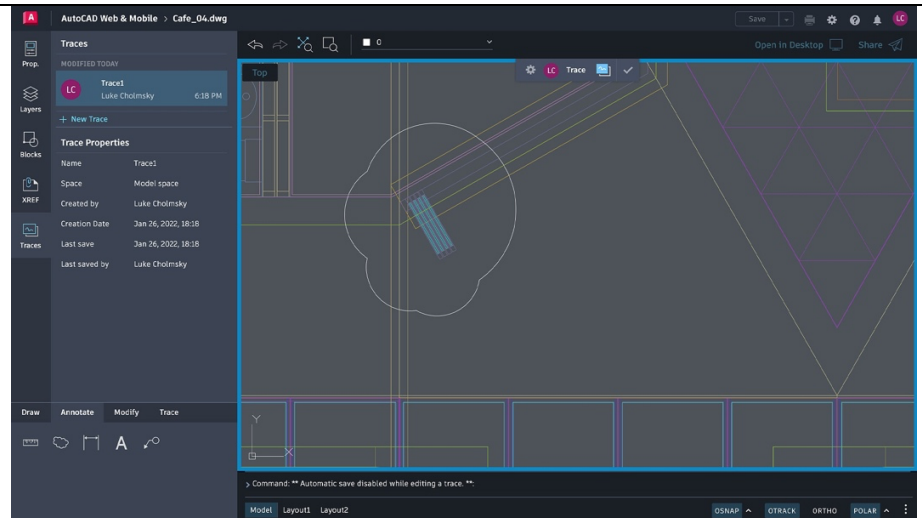 A AutoCAD Web & Mobile > Cafe_04.dwg Save LC
Prop.
Layers
Blocks
XREF
Traces
Traces
MODIFIED TODAY
LC Trace1
Luke Cholmsky 6:18 PM
+ New Trace
Trace Properties
Name Trace1
Space Model space
Created by Luke Cholmsky
Creation Date Jan 26, 2022, 18:18
Last save Jan 26, 2022, 18:18
Last saved by Luke Cholmsky
Draw Annotate Modify Trace
A
0
Open in Desktop Share
Top
LC Trace
Y
X
> Command: ** Automatic save disabled while editing a trace. **:
Model Layout1 Layout2
OSNAP OTRACK ORTHO POLAR